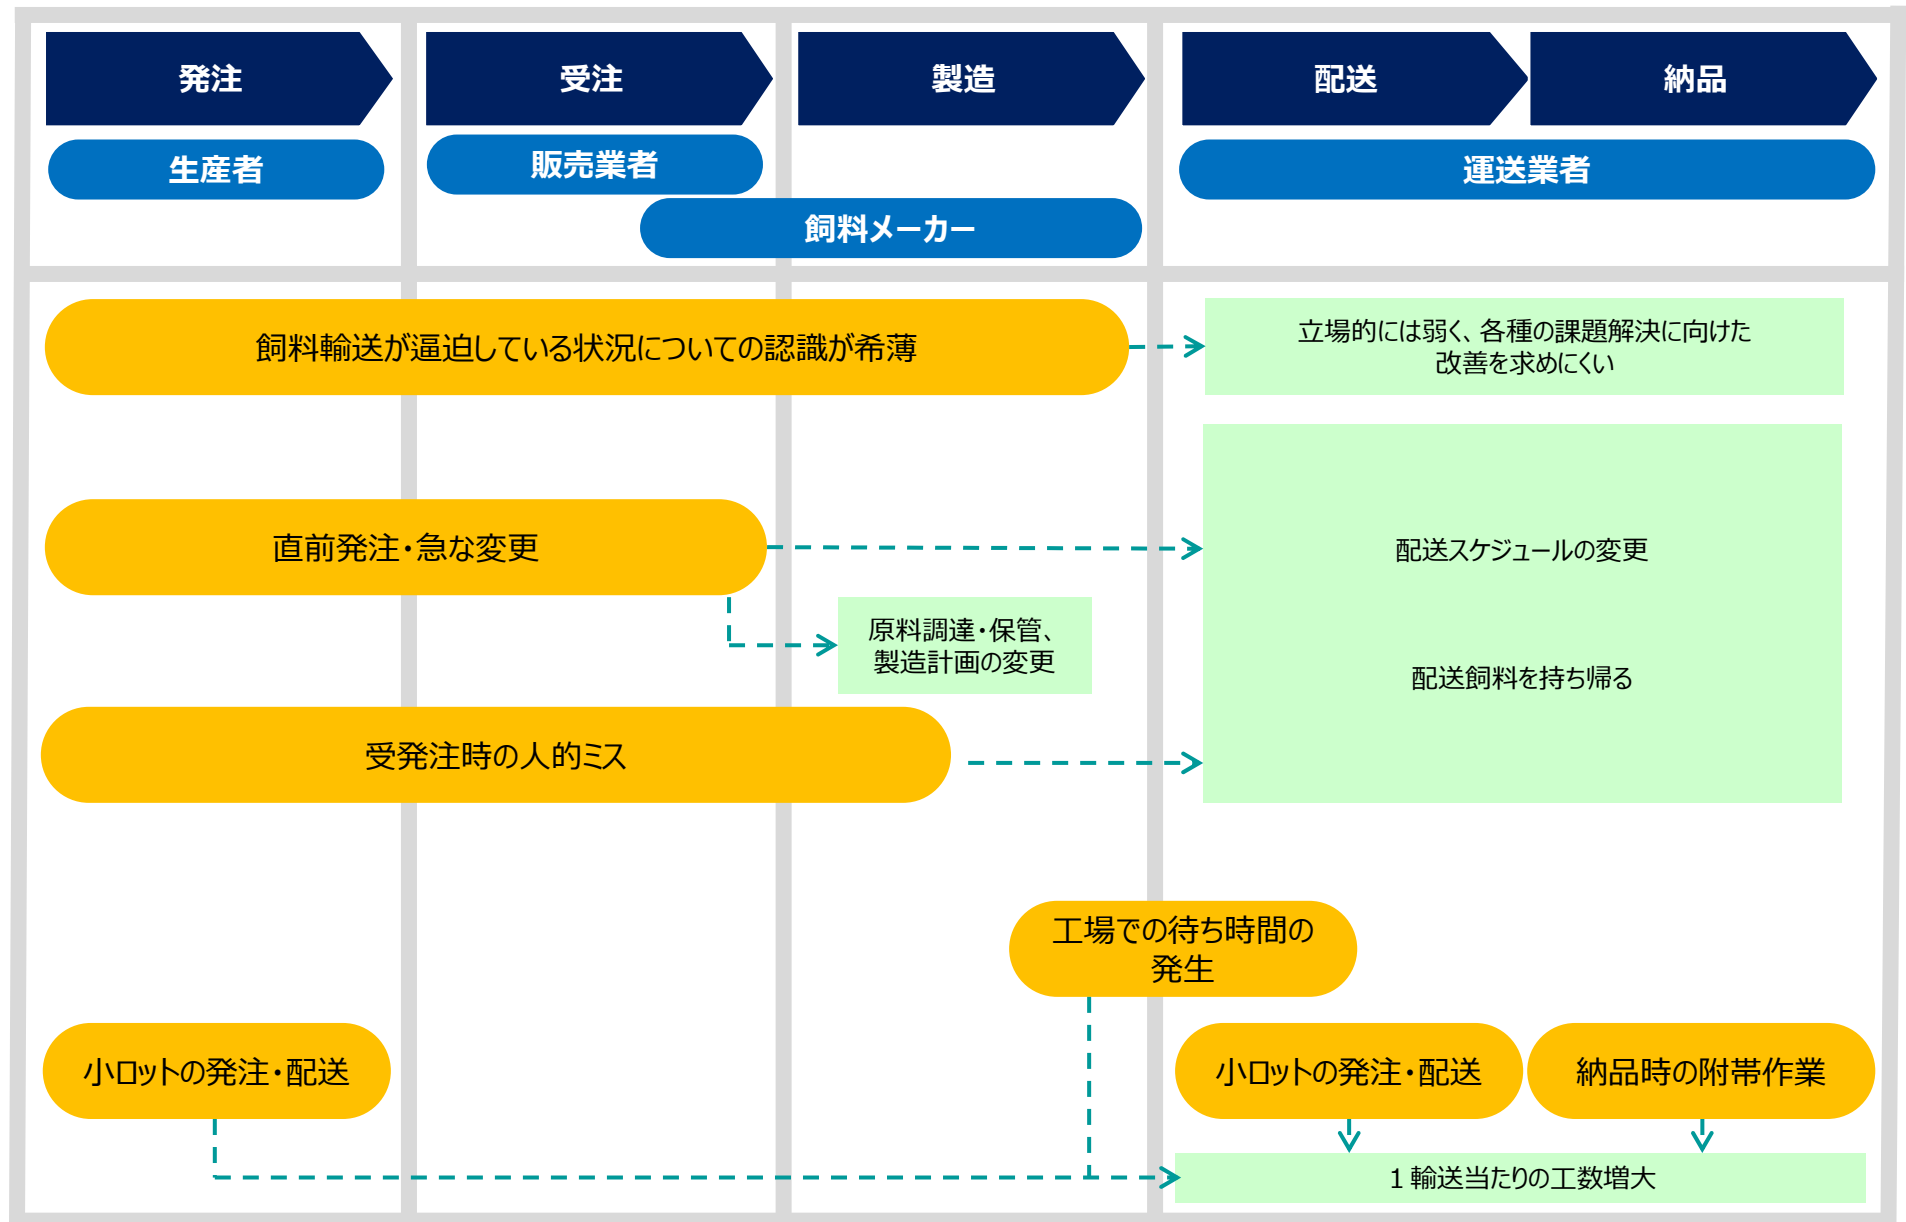 発注
受注
製造
配送
納品
生産者
販売業者
運送業者
飼料メーカー
飼料輸送が逼迫している状況についての認識が希薄
立場的には弱く、各種の課題解決に向けた
改善を求めにくい
直前発注・急な変更
配送スケジュールの変更
原料調達・保管、
製造計画の変更
配送飼料を持ち帰る
受発注時の人的ミス
工場での待ち時間の
発生
小ロットの発注・配送
小ロットの発注・配送
納品時の附帯作業
1輸送当たりの工数増大